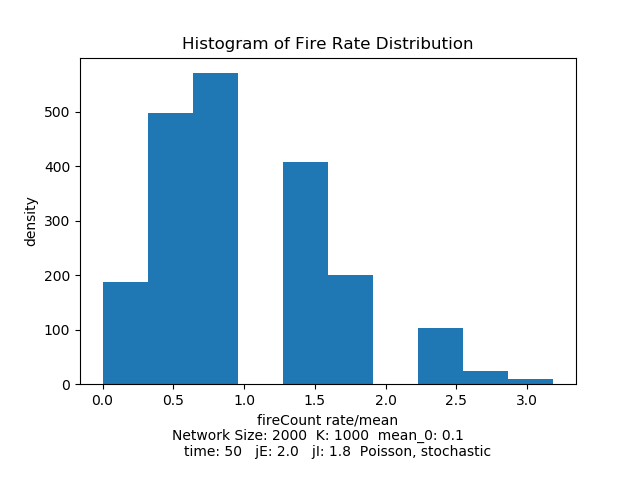 Histogram of Fire Rate Distribution
500
400
300
200
100
0
density
0.0 0.5 1.0 1.5 2.0 2.5 3.0
fireCount rate/mean
Network Size: 2000  K: 1000  mean_0: 0.1
time: 50   jE: 2.0   jI: 1.8  Poisson, stochastic